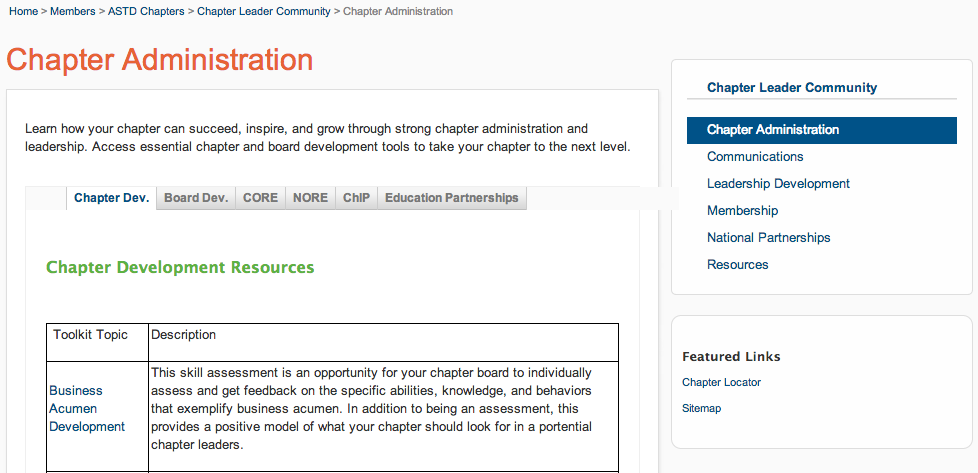 Home > Members > ASTD Chapters > Chapter Leader Community > Chapter Administration
Chapter Administration
Learn how your chapter can succeed, inspire, and grow through strong chapter administration and
leadership. Access essential chapter and board development tools to take your chapter to the next level.
Chapter Dev. Board Dev. CORE NORE ChIP Education Partnerships
Chapter Development Resources
Toolkit Topic Description
Business
Acumen
Development
This skill assessment is an opportunity for your chapter board to individually
assess and get feedback on the specific abilities, knowledge, and behaviors
that exemplify business acumen. In addition to being an assessment, this
provides a positive model of what your chapter should look for in a portential
chapter leaders.
Chapter Leader Community
Chapter Administration
Communications
Leadership Development
Membership
National Partnerships
Resources
Featured Links
Chapter Locator
Sitemap